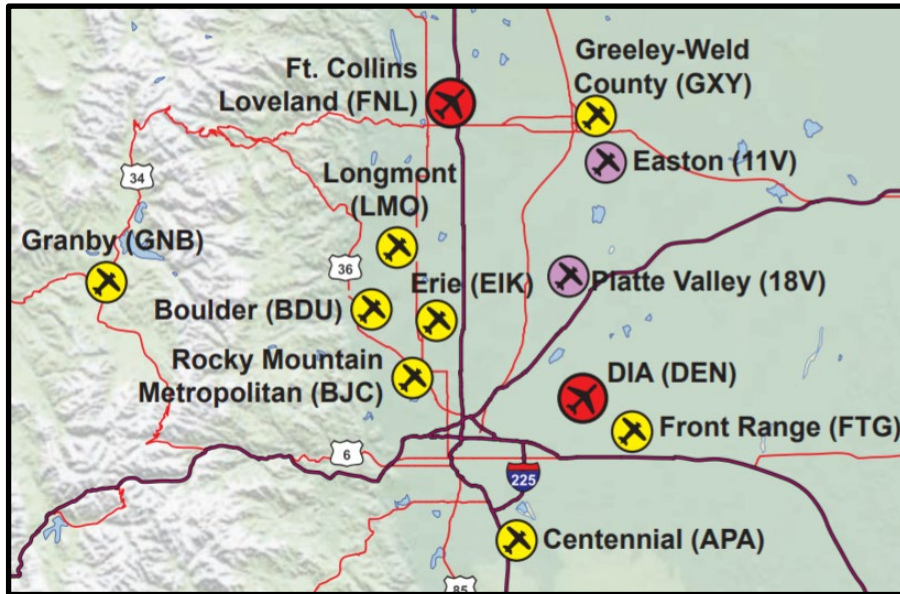 Ft. Collins
Loveland (FNL)
Greeley-Weld
County (GXY)
Easton (11V)
34
Longmont
(LMO)
Granby (GNB)
36
Erie (EIK)
Platte Valley (18V)
Boulder (BDU)
Rocky Mountain
Metropolitan (BJC)
DIA (DEN)
Front Range (FTG)
6
225
Centennial (APA)
85